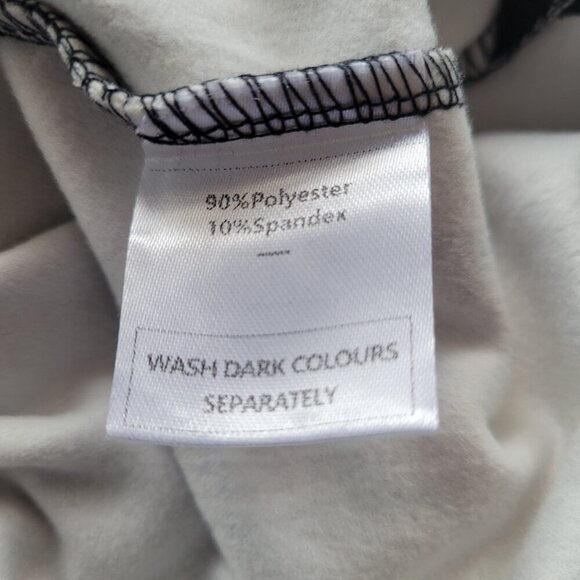 90%Polyester
10%Spandex
WASH DARK COLOURS
SEPARATELY